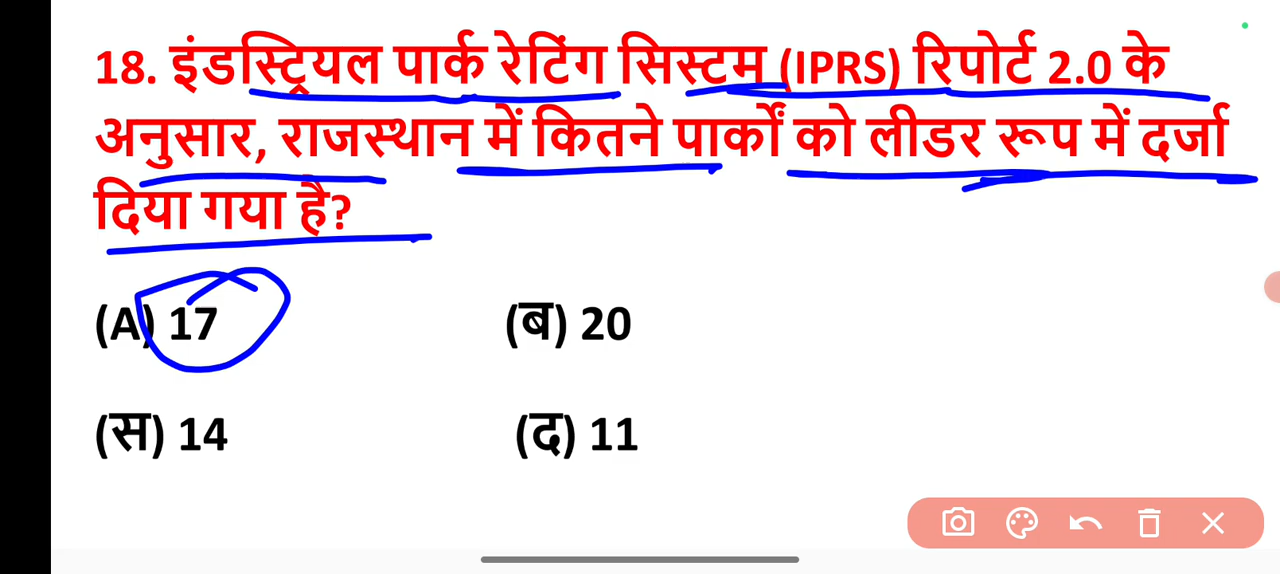 18. इंडस्ट्रियल पार्क रेटिंग सिस्टम (IPRS) रिपोर्ट 2.0 के
अनुसार, राजस्थान में कितने पार्कों को लीडर रूप में दर्जा
दिया गया है?
(A) 17 (ब) 20
(स) 14 (द) 11